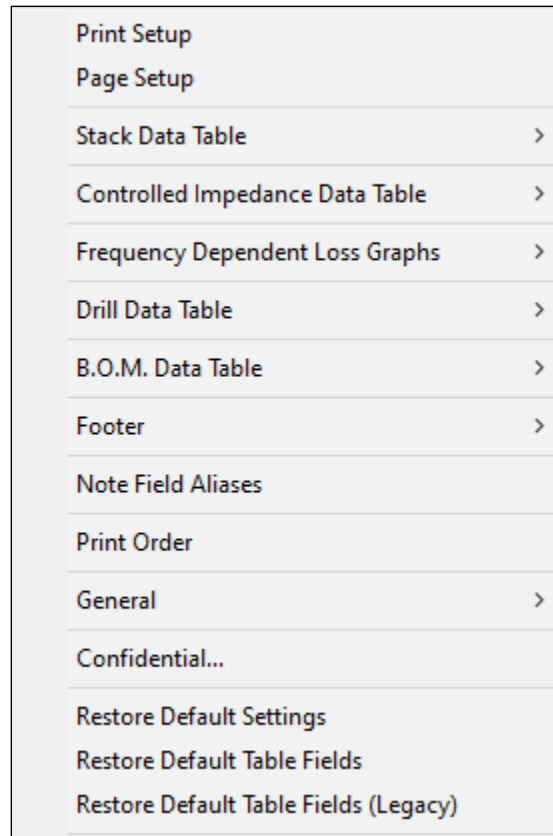 Print Setup
Page Setup
Stack Data Table
Controlled Impedance Data Table
Frequency Dependent Loss Graphs
Drill Data Table
B.O.M. Data Table
Footer
Note Field Aliases
Print Order
General
Confidential...
Restore Default Settings
Restore Default Table Fields
Restore Default Table Fields (Legacy)